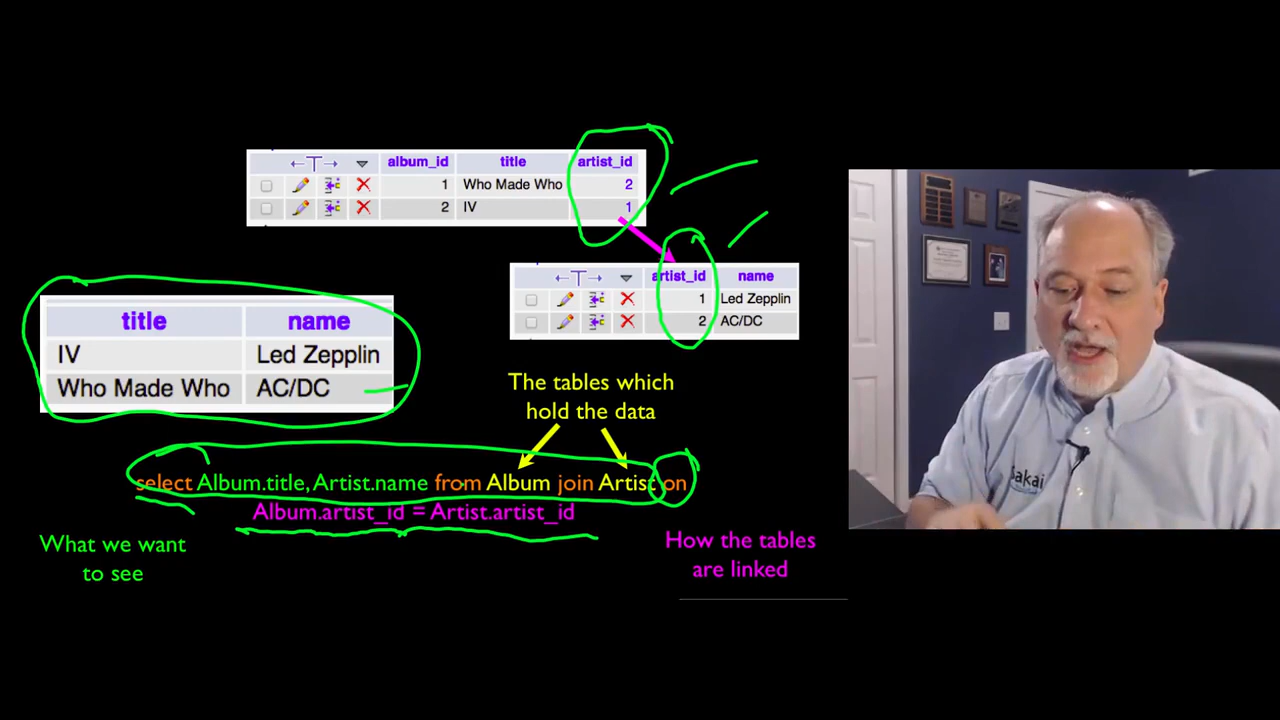 album_id title artist_id
1 Who Made Who 2
2 IV 1
artist_id name
1 Led Zepplin
2 AC/DC
title name
IV Led Zepplin
Who Made Who AC/DC
The tables which
hold the data
select Album.title, Artist.name from Album join Artist on
Album.artist_id = Artist.artist_id
What we want
to see
How the tables
are linked
sakai